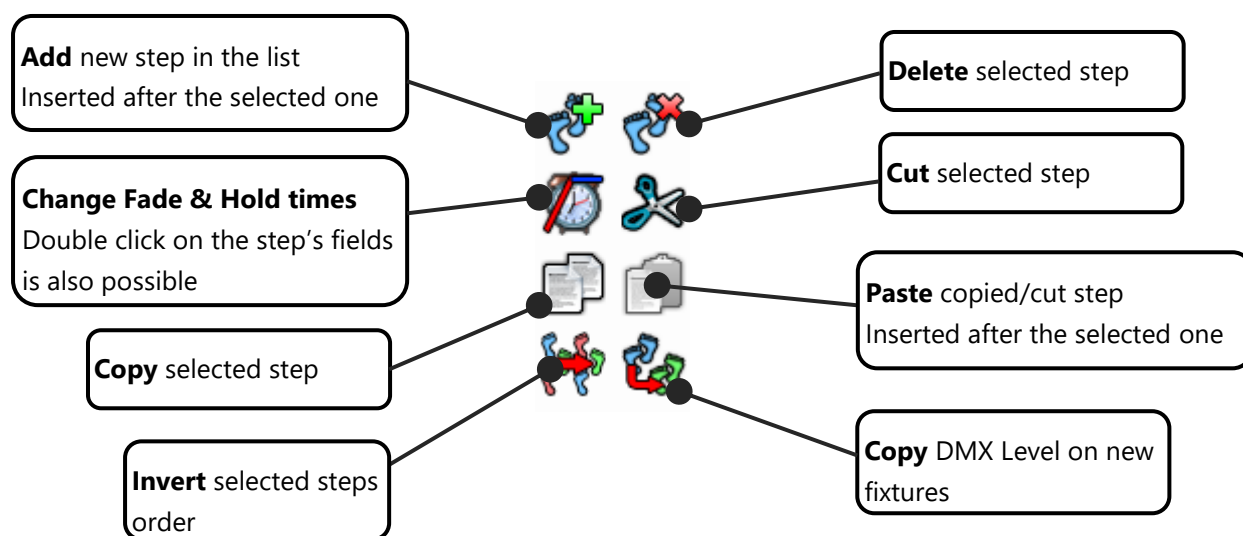 Add new step in the list
Inserted after the selected one
Change Fade & Hold times
Double click on the step’s fields
is also possible
Copy selected step
Invert selected steps
order
Delete selected step
Cut selected step
Paste copied/cut step
Inserted after the selected one
Copy DMX Level on new
fixtures